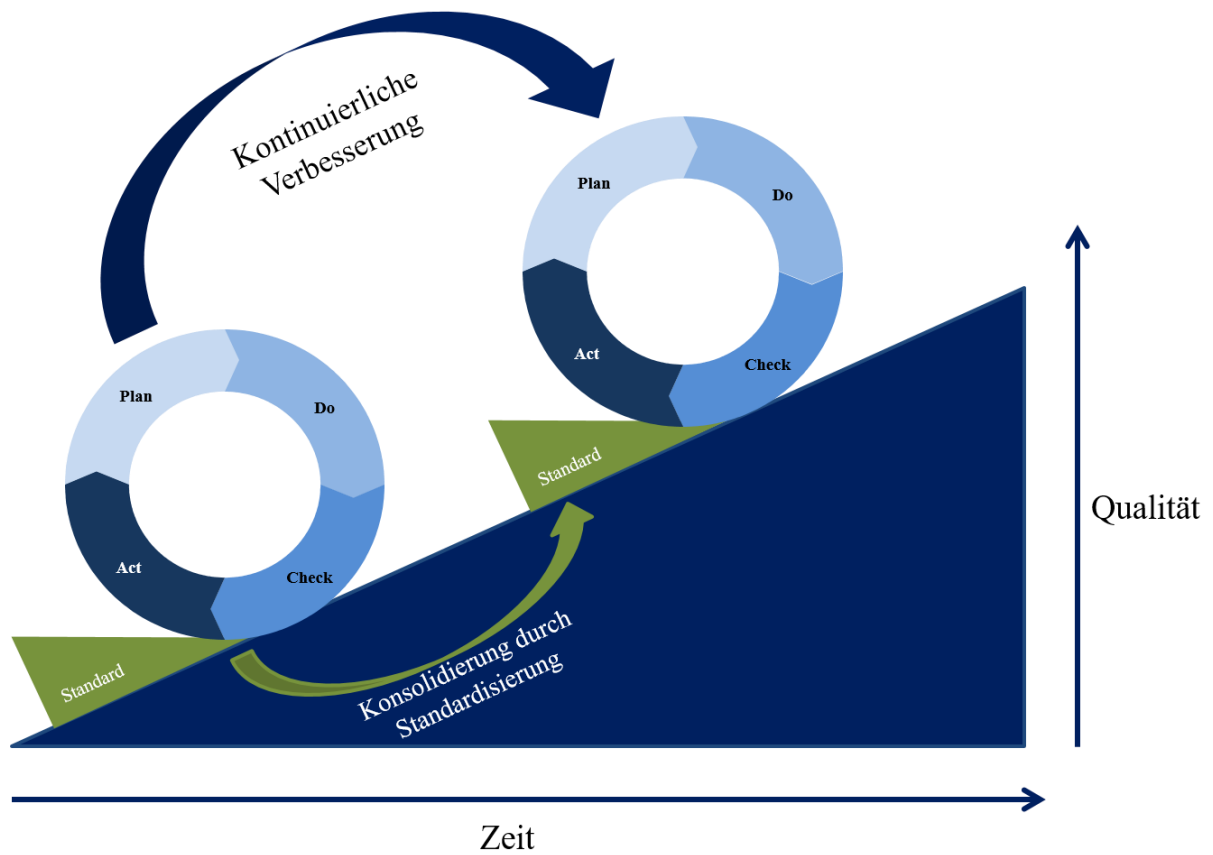 Kontinuierliche
Verbesserung
Plan
Do
Act
Check
Standard
Plan
Do
Act
Check
Standard
Konsolidierung durch
Standardisierung
Qualität
Zeit